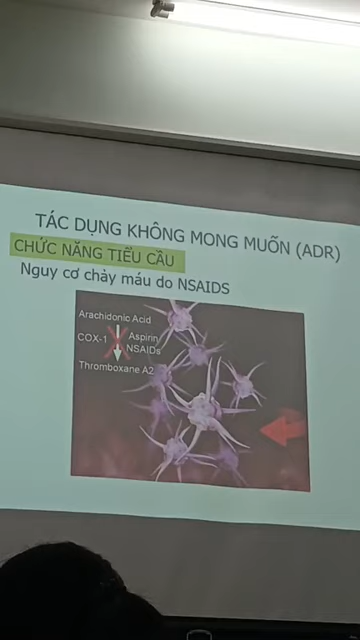 TÁC DỤNG KHÔNG MONG MUỐN (ADR)
CHỨC NĂNG TIỂU CẦU
Nguy cơ chảy máu do NSAIDS
Arachidonic Acid
COX-1 Aspirin
NSAIDs
Thromboxane A2